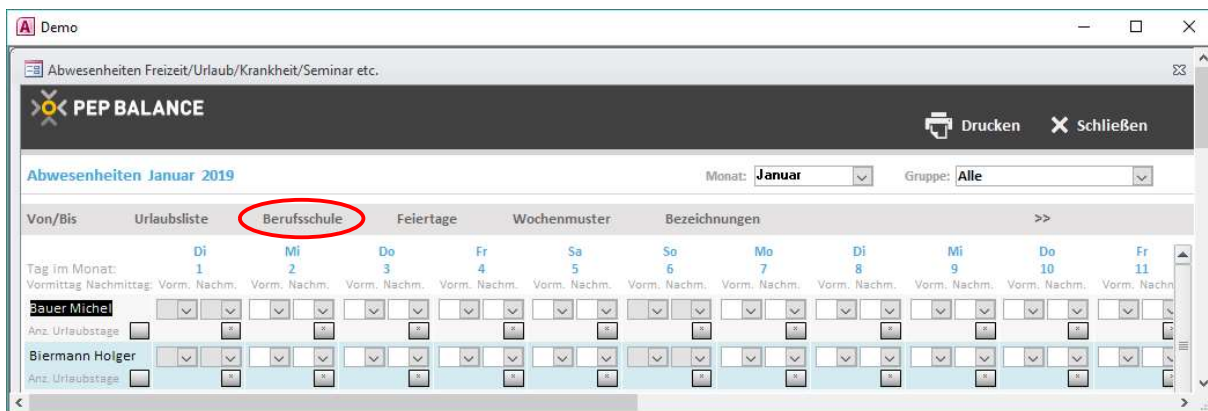 Demo
Abwesenheiten Freizeit/Urlaub/Krankheit/Seminar etc.
PEP BALANCE
Drucken Schließen
Abwesenheiten Januar 2019 Monat: Januar Gruppe: Alle
Von/Bis Urlaubsliste Berufsschule Feiertage Wochenmuster Bezeichnungen >>
Di Mi Do Fr Sa So Mo Di Mi Do Fr
Tag im Monat: 1 2 3 4 5 6 7 8 9 10 11
Vormittag Nachmittag: Vorm. Nachm. Vorm. Nachm. Vorm. Nachm. Vorm. Nachm. Vorm. Nachm. Vorm. Nachm. Vorm. Nachm. Vorm. Nachm. Vorm. Nachm. Vorm. Nachm. Vorm. Nachn
Bauer Michel
Anz. Urlaubstage
Biermann Holger
Anz. Urlaubstage